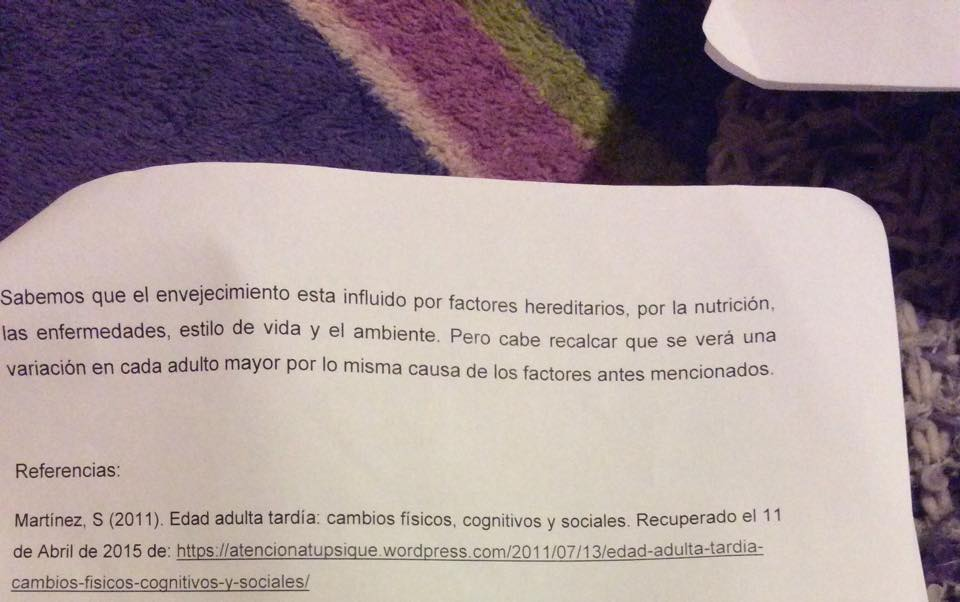 Sabemos que el envejecimiento esta influido por factores hereditarios, por la nutrición,
las enfermedades, estilo de vida y el ambiente. Pero cabe recalcar que se verá una
variación en cada adulto mayor por lo misma causa de los factores antes mencionados.
Referencias:
Martínez, S (2011). Edad adulta tardía: cambios físicos, cognitivos y sociales. Recuperado el 11
de Abril de 2015 de: https://atencionatupsique.wordpress.com/2011/07/13/edad-adulta-tardia-
cambios-fisicos-cognitivos-y-sociales/